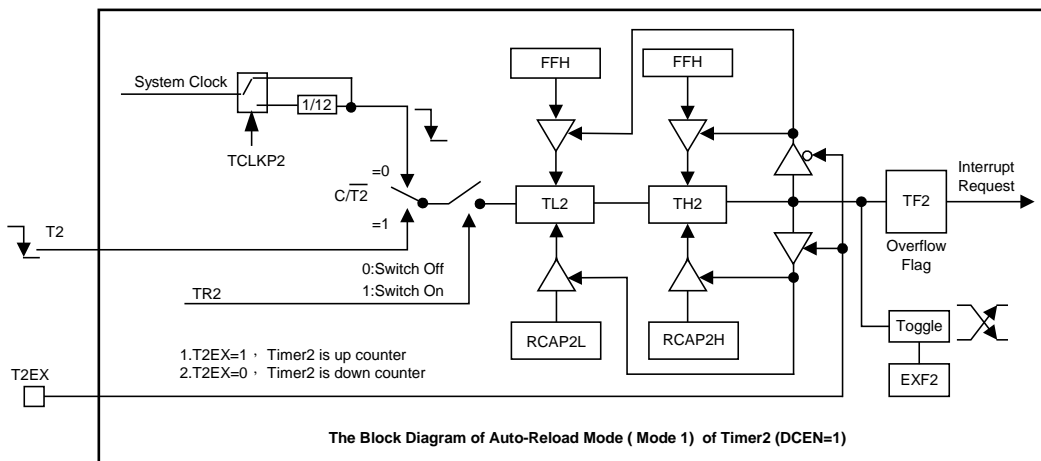 FFH
FFH
System Clock
1/12
TCLKP2
=0
C/T2
=1
T2
TL2
TH2
TF2
Interrupt
Request
Overflow
Flag
0:Switch Off
1:Switch On
TR2
RCAP2L
RCAP2H
Toggle
EXF2
1.T2EX=1， Timer2 is up counter
2.T2EX=0， Timer2 is down counter
T2EX
The Block Diagram of Auto-Reload Mode ( Mode 1) of Timer2 (DCEN=1)